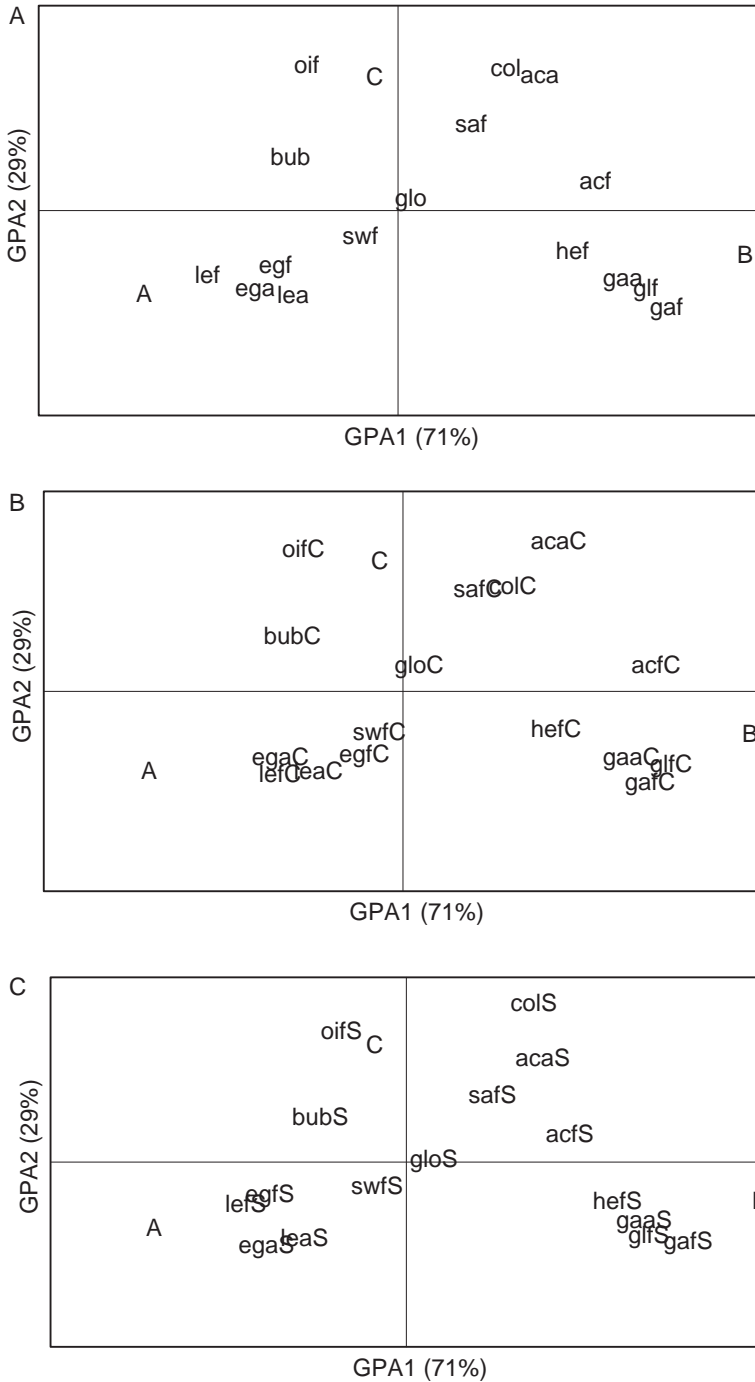 A
oif
C
col
aca
saf
bub
acf
glo
swf
hef
B
egf
lef
gaa
ega
glf
A
lea
gaf
GPA2 (29%)
GPA1 (71%)
B
acaC
oifC
C
safC
colC
bubC
gloC
acfC
swfC
hefC
B
egfC
egaC
gaaC
glfC
A
lefC
leaC
gafC
GPA2 (29%)
GPA1 (71%)
C
colS
oifS
C
acaS
safS
bubS
acfS
gloS
swfS
egfS
lefS
hefS
gaaS
A
leaS
egaS
glfS
gafS
GPA2 (29%)
GPA1 (71%)